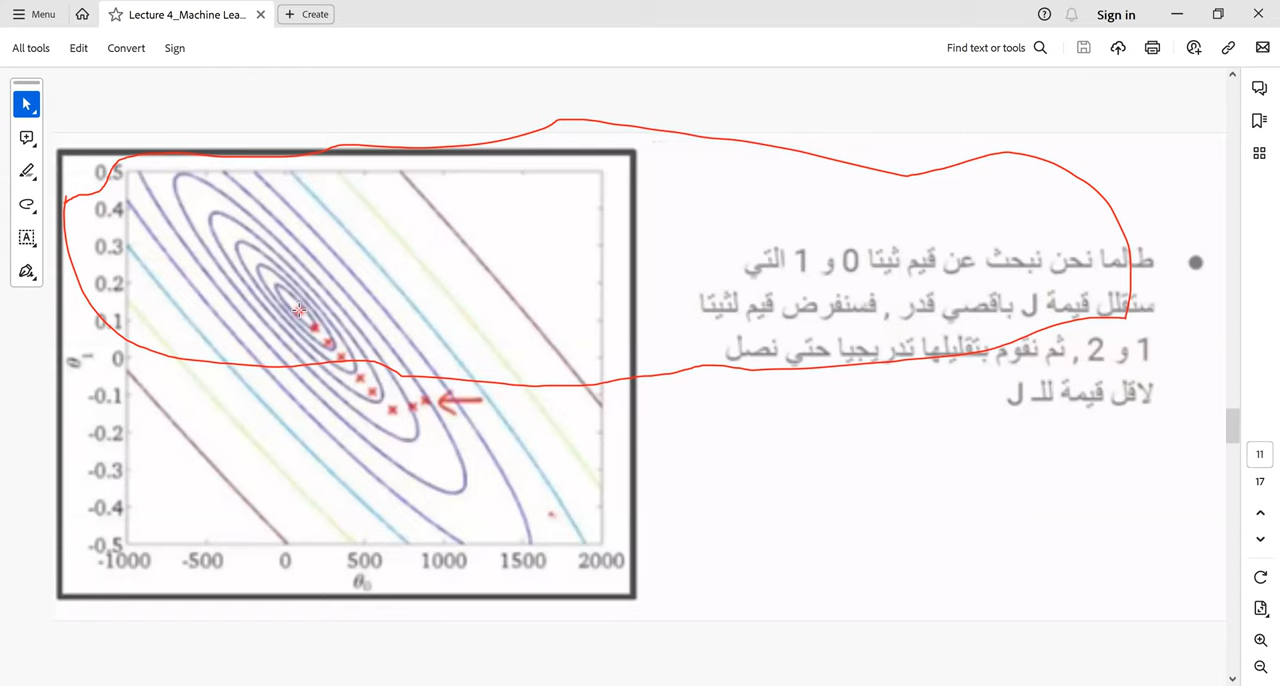 Menu
Lecture 4_Machine Lea...
Create
Sign in
All tools
Edit
Convert
Sign
Find text or tools
طالما نحن نبحث عن قيم ثيتا 0 و 1 التي
ستقلل قيمة ل باقصي قدر , فسنفرض قيم لثيتا
1 و 2 , ثم نقوم بتقليلها تدريجيا حتي نصل
لاقل قيمة للـ ل
0.5
0.4
0.3
0.2
0.1
0
-0.1
-0.2
-0.3
-0.4
-0.5
θ1
-1000 -500 0 500 1000 1500 2000
θ0
11
17